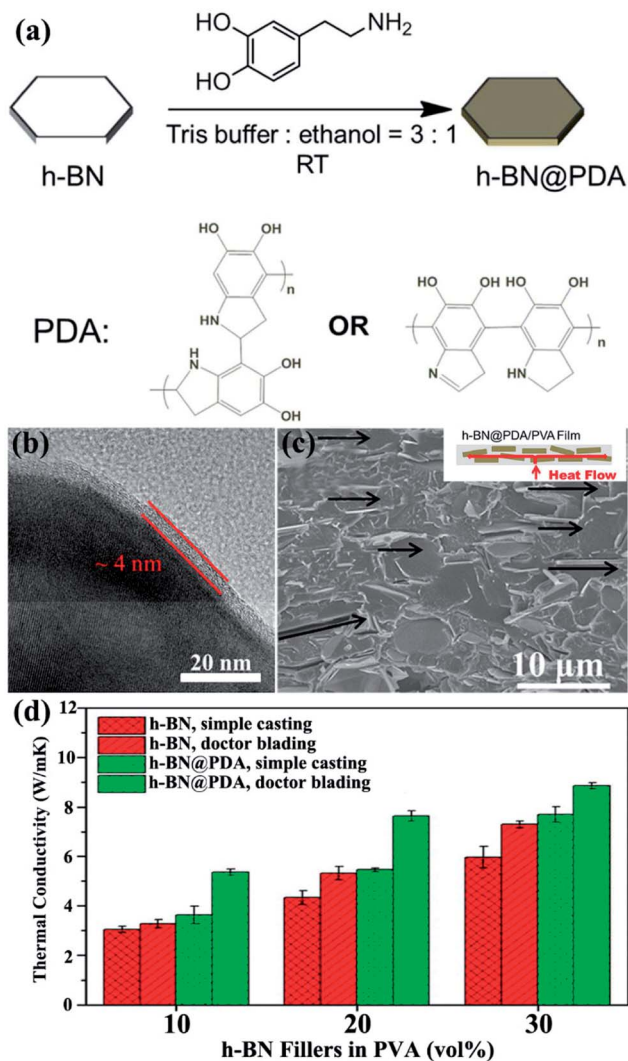 (a)
HO
NH2
HO
Tris buffer : ethanol = 3 : 1
RT
h-BN
h-BN@PDA
HO OH
n
HN
H
N
OH
OH
PDA:
OR
HO OH HO OH
N HN
n
(b)
~ 4 nm
20 nm
(c)
h-BN@PDA/PVA Film
Heat Flow
10 µm
(d)
12
10
8
6
4
2
0
Thermal Conductivity (W/mK)
h-BN, simple casting
h-BN, doctor blading
h-BN@PDA, simple casting
h-BN@PDA, doctor blading
10 20 30
h-BN Fillers in PVA (vol%)